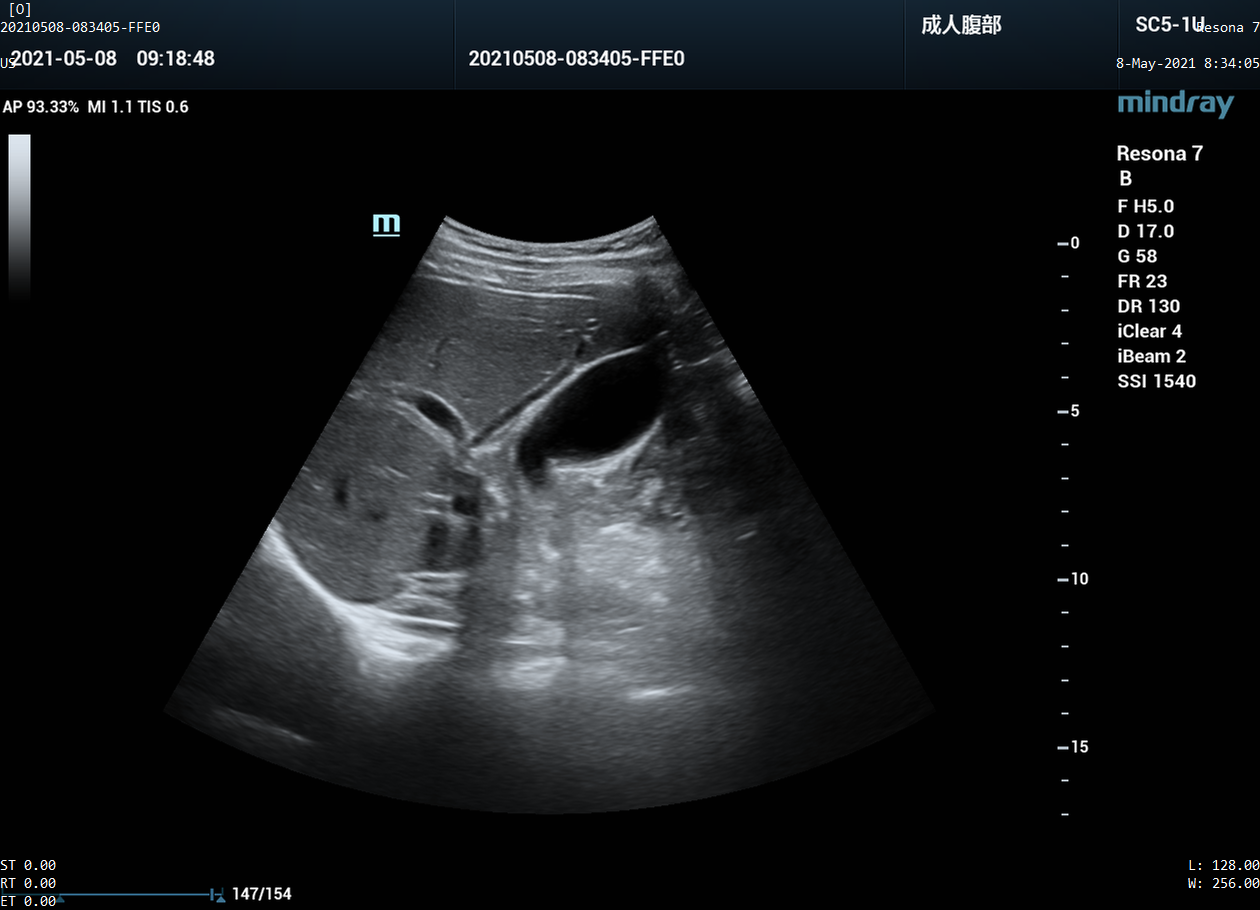 [O]
20210508-083405-FFE0
2021-05-08 09:18:48
US
20210508-083405-FFE0
成人腹部
SC5-1U
Resona 7
8-May-2021 8:34:05
AP 93.33% MI 1.1 TIS 0.6
mindray
m
Resona 7
B
F H5.0
D 17.0
G 58
FR 23
DR 130
iClear 4
iBeam 2
SSI 1540
0
5
10
15
ST 0.00
RT 0.00
ET 0.00
147/154
L: 128.00
W: 256.00